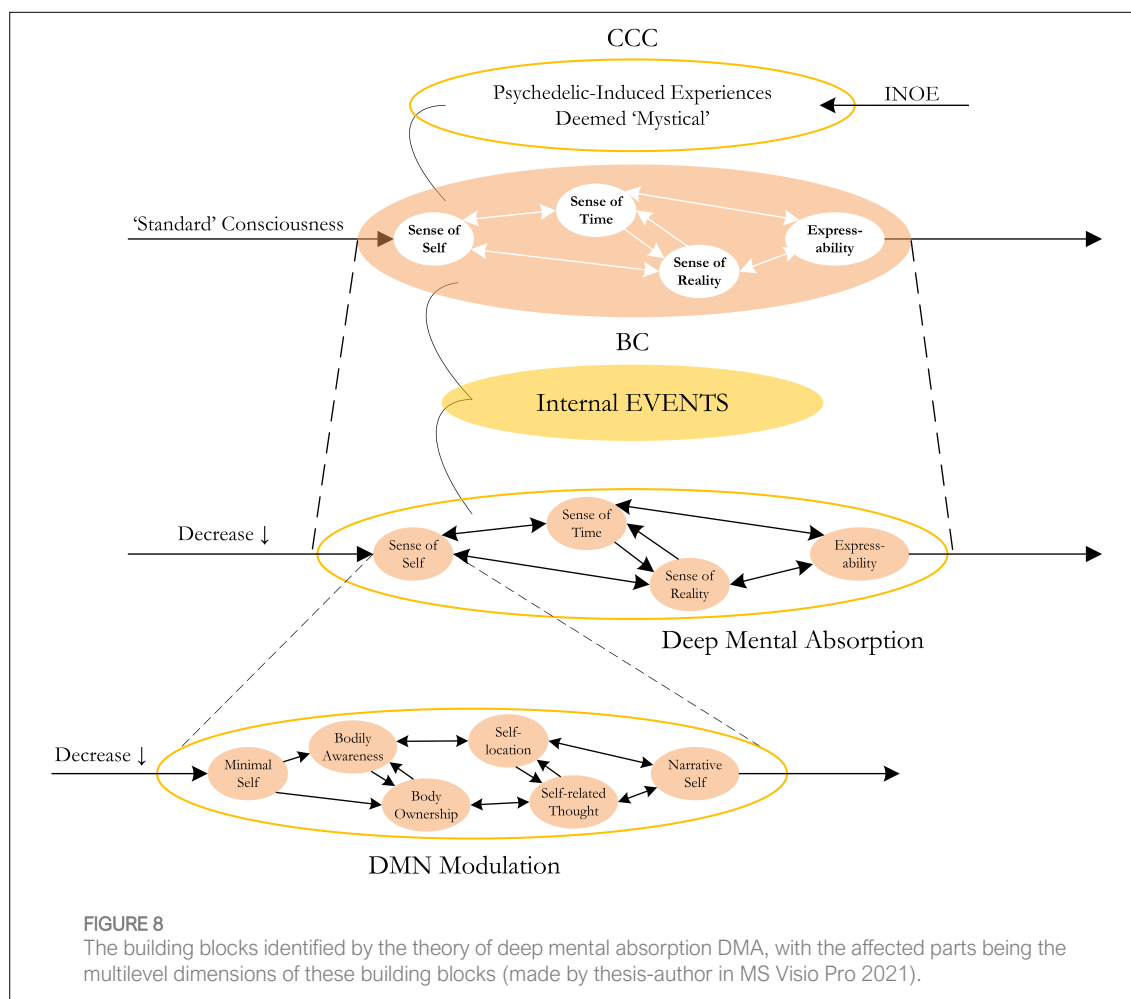 CCC
Psychedelic-Induced Experiences
Deemed ‘Mystical’
INOE
‘Standard’ Consciousness
Sense of
Self
Sense of
Time
Sense of
Reality
Express-
ability
BC
Internal EVENTS
Decrease ↓
Sense of
Self
Sense of
Time
Sense of
Reality
Express-
ability
Deep Mental Absorption
Decrease ↓
Minimal
Self
Bodily
Awareness
Body
Ownership
Self-
location
Self-related
Thought
Narrative
Self
DMN Modulation
FIGURE 8
The building blocks identified by the theory of deep mental absorption DMA, with the affected parts being the
multilevel dimensions of these building blocks (made by thesis-author in MS Visio Pro 2021).